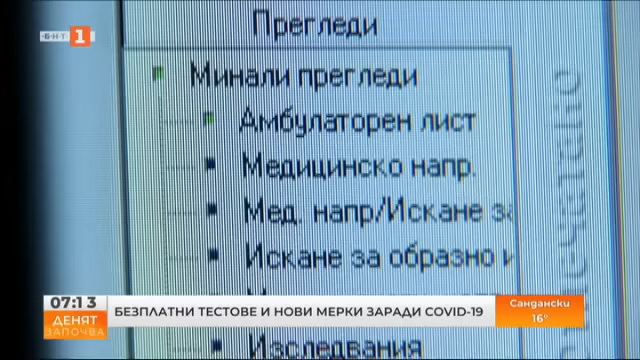 БНТ 1
Прегледи
Минали прегледи
Амбулаторен лист
Медицинско напр.
Мед. напр/Искане за
Искане за образно и
Изследвания
07:13
ДЕНЯТ
ЗАПОЧВА
БЕЗПЛАТНИ ТЕСТОВЕ И НОВИ МЕРКИ ЗАРАДИ COVID-19
Сандански
16°